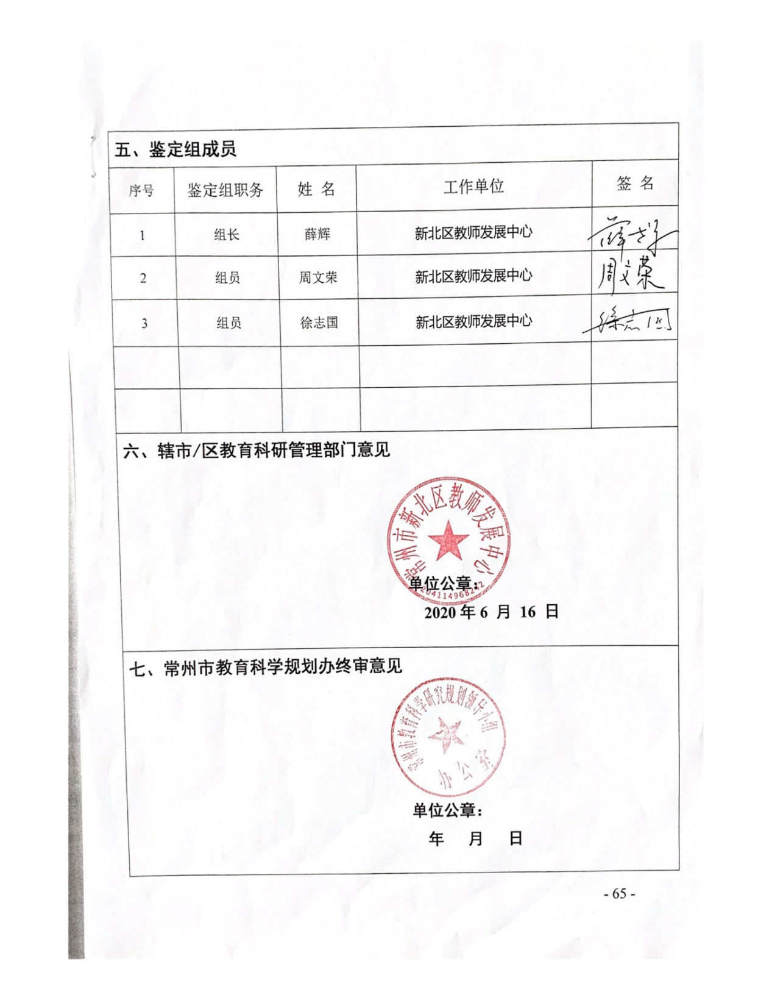 五、鉴定组成员
序号 鉴定组职务 姓 名 工作单位 签 名
1 组长 薛辉 新北区教师发展中心 薛辉
2 组员 周文荣 新北区教师发展中心 周文荣
3 组员 徐志国 新北区教师发展中心 徐志国
六、辖市/区教育科研管理部门意见
常州市新北区教师发展中心
单位公章：
204114968242
2020 年 6 月 16 日
七、常州市教育科学规划办终审意见
常州市教育科学研究规划领导小组
办公室
单位公章：
年 月 日
- 65 -